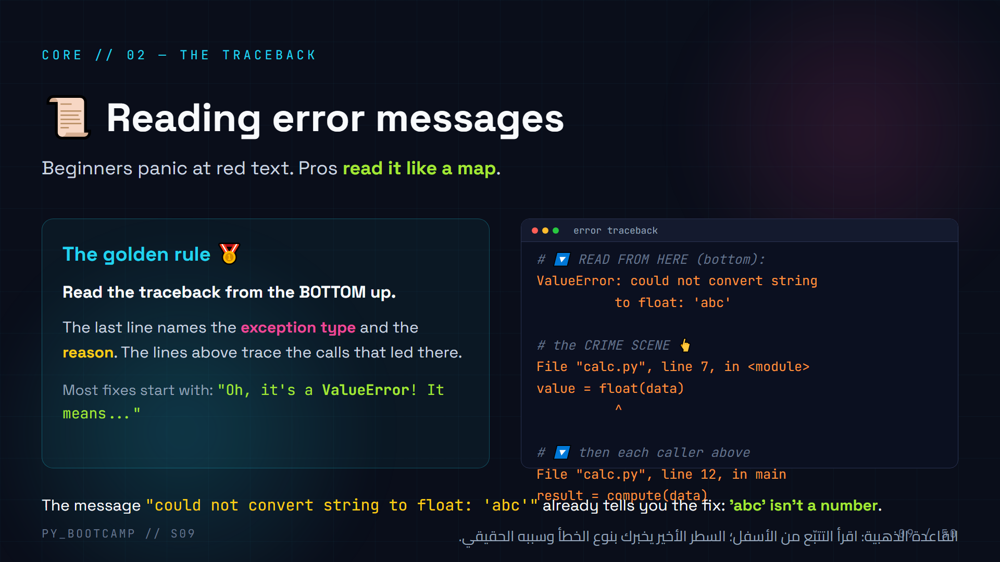 CORE // 02 — THE TRACEBACK
📜 Reading error messages
Beginners panic at red text. Pros read it like a map.
The golden rule 🏅
Read the traceback from the BOTTOM up.
The last line names the exception type and the
reason. The lines above trace the calls that led there.
Most fixes start with: "Oh, it's a ValueError! It
means..."
error traceback
# 🔽 READ FROM HERE (bottom):
ValueError: could not convert string
to float: 'abc'
# the CRIME SCENE 👆
File "calc.py", line 7, in <module>
value = float(data)
^
# 🔽 then each caller above
File "calc.py", line 12, in main
result = compute(data)
The message "could not convert string to float: 'abc'" already tells you the fix: 'abc' isn't a number.
PY_BOOTCAMP // S09
09 / 50
القاعدة الذهبية: اقرأ التتبّع من الأسفل؛ السطر الأخير يخبرك بنوع الخطأ وسببه الحقيقي.